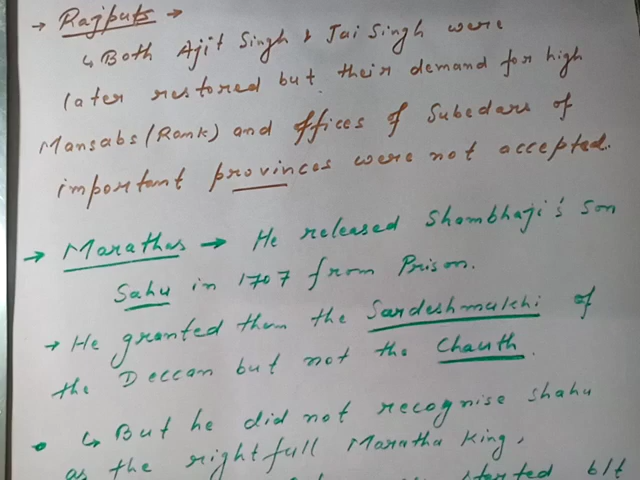 → Rajputs →
↳ Both Ajit Singh & Jai Singh were
later restored but their demand for high
Mansabs (Rank) and offices of Subedars of
important provinces were not accepted.
→ Marathas → He released Shambhaji's son
Sahu in 1707 from Prison.
→ He granted them the Sardeshmukhi of
the Deccan but not the Chauth.
• ↳ But he did not recognise shahu
as the rightfull Maratha King,
started b/t